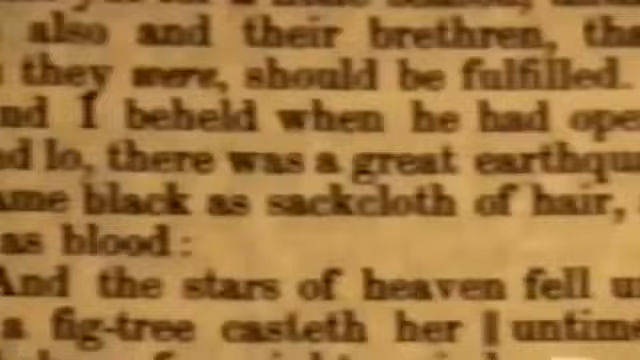 also and their brethren, the
they were, should be fulfilled.
nd I beheld when he had ope
nd lo, there was a great earthqu
ame black as sackcloth of hair,
as blood:
And the stars of heaven fell u
a fig-tree casteth her || untim